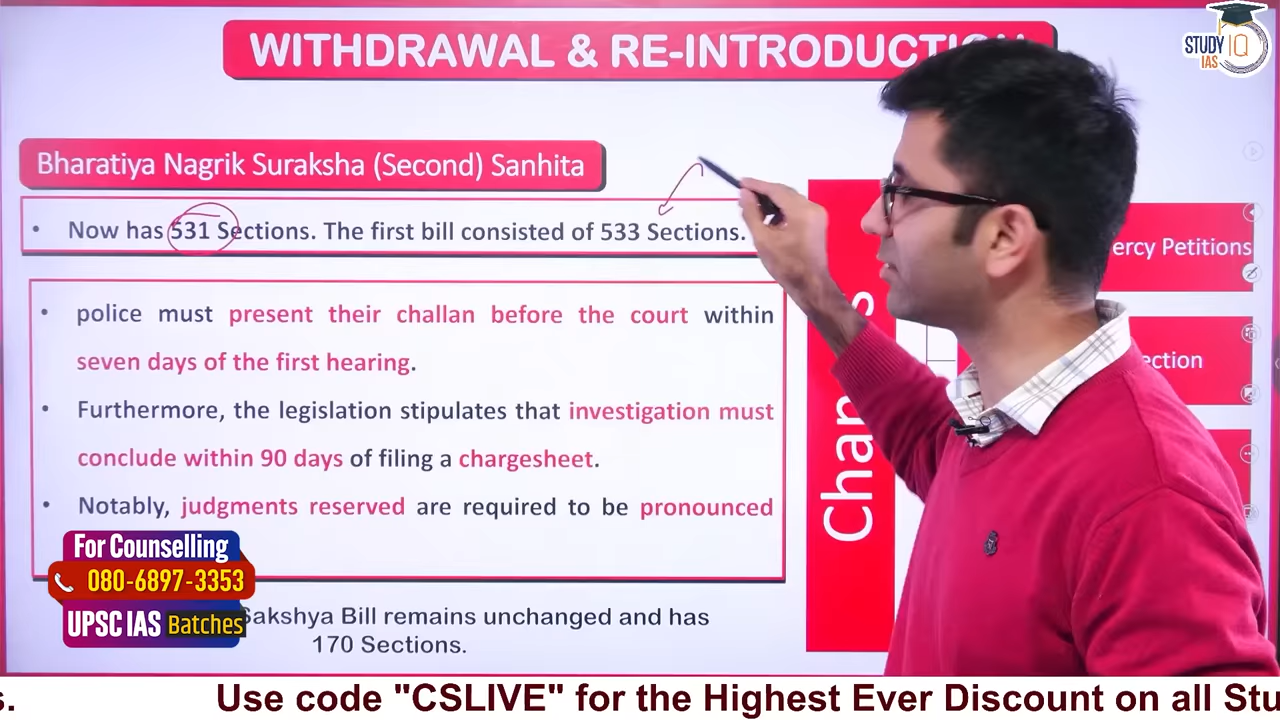 WITHDRAWAL & RE-INTRODUCTION
STUDY IQ
IAS
Bharatiya Nagrik Suraksha (Second) Sanhita
• Now has 531 Sections. The first bill consisted of 533 Sections.
• police must present their challan before the court within
seven days of the first hearing.
• Furthermore, the legislation stipulates that investigation must
conclude within 90 days of filing a chargesheet.
• Notably, judgments reserved are required to be pronounced
Sakshya Bill remains unchanged and has
170 Sections.
For Counselling
080-6897-3353
UPSC IAS Batches
s. Use code "CSLIVE" for the Highest Ever Discount on all Stu